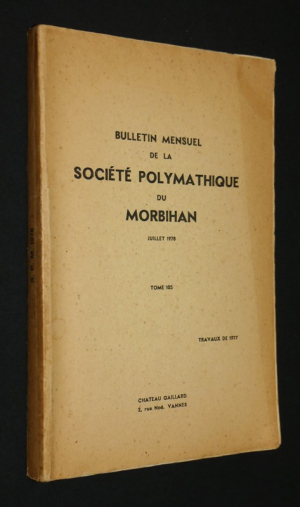 BULLETIN MENSUEL
DE LA
SOCIÉTÉ POLYMATHIQUE
DU
MORBIHAN
JUILLET 1978
TOME 105
TRAVAUX DE 1977
CHATEAU GAILLARD
2, rue Noé, VANNES